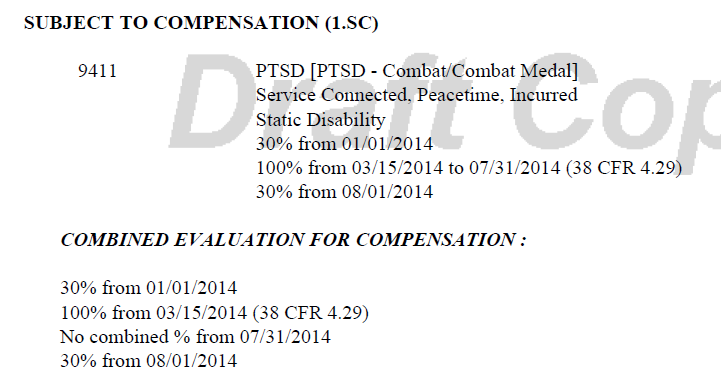 SUBJECT TO COMPENSATION (1.SC)
9411 PTSD [PTSD - Combat/Combat Medal]
Service Connected, Peacetime, Incurred
Static Disability
30% from 01/01/2014
100% from 03/15/2014 to 07/31/2014 (38 CFR 4.29)
30% from 08/01/2014
COMBINED EVALUATION FOR COMPENSATION :
30% from 01/01/2014
100% from 03/15/2014 (38 CFR 4.29)
No combined % from 07/31/2014
30% from 08/01/2014
Draft Cop